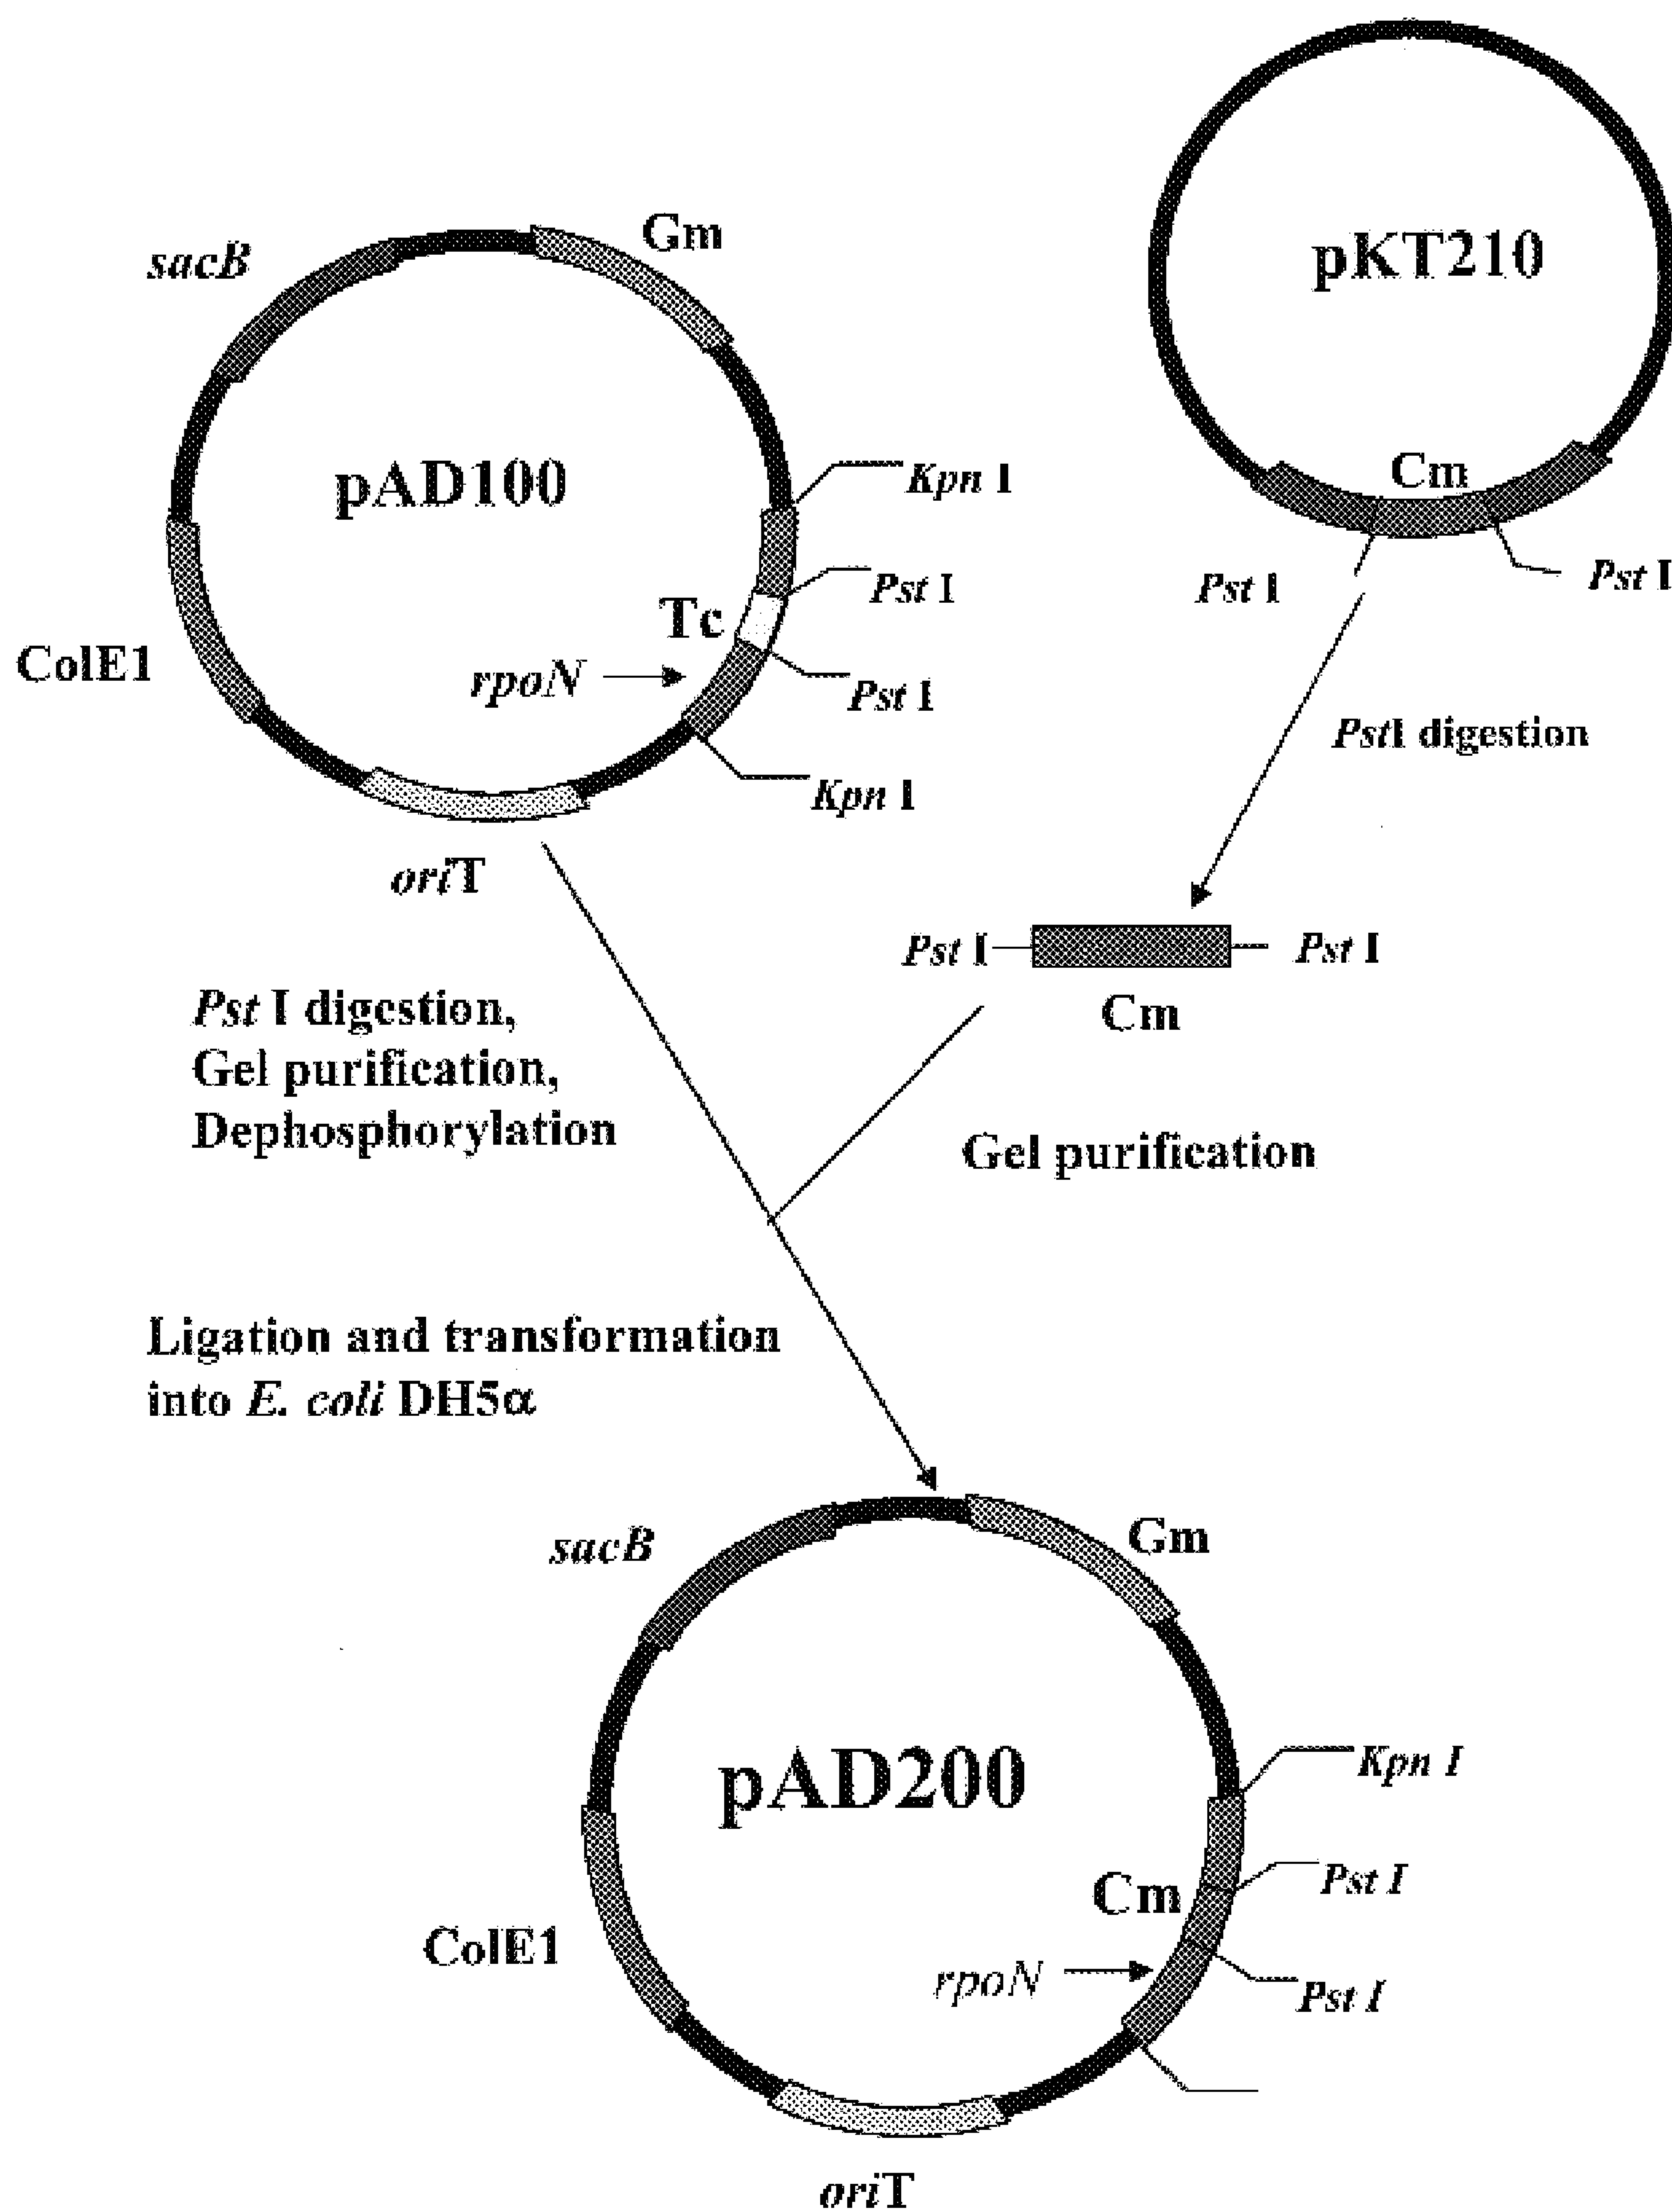 Gm
sacB
pKT210
pAD100
Kpn I
Cm
Pst I
Pst I
Pst I
Tc
ColE1
rpoN
Pst I
PstI digestion
Kpn I
oriT
Pst I
Pst I
Cm
Pst I digestion,
Gel purification,
Dephosphorylation
Gel purification
Ligation and transformation
into E. coli DH5α
sacB
Gm
Kpn I
pAD200
Pst I
Cm
ColE1
rpoN
Pst I
oriT